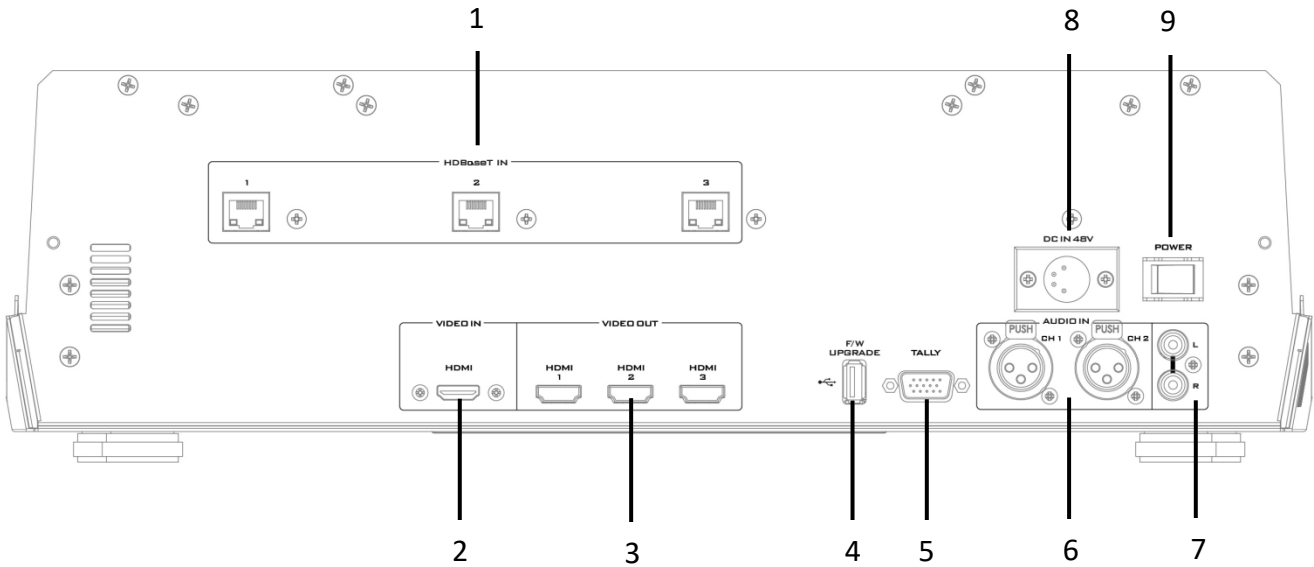 1
8
9
HDBaseT IN
1
2
3
DC IN 48V
POWER
VIDEO IN
VIDEO OUT
AUDIO IN
HDMI
HDMI
1
HDMI
2
HDMI
3
F/W
UPGRADE
TALLY
PUSH
CH 1
PUSH
CH 2
L
R
2
3
4
5
6
7